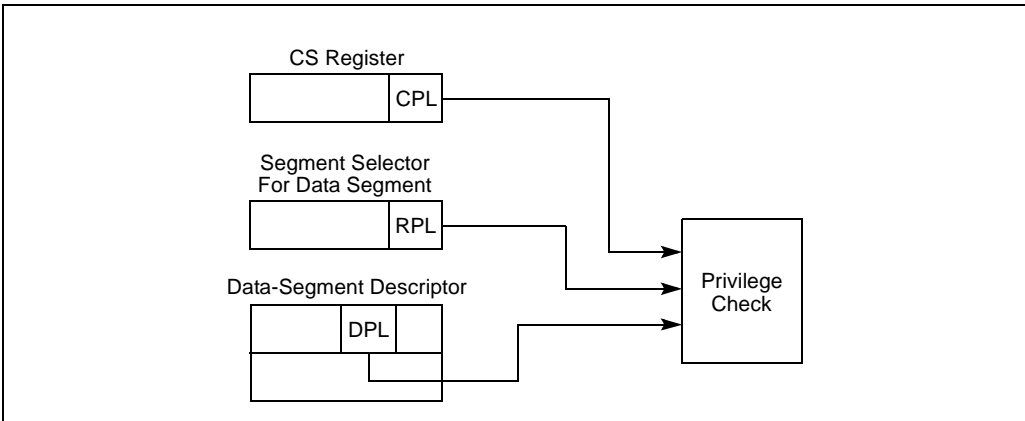 CS Register
CPL
Segment Selector
For Data Segment
RPL
Data-Segment Descriptor
DPL
Privilege
Check